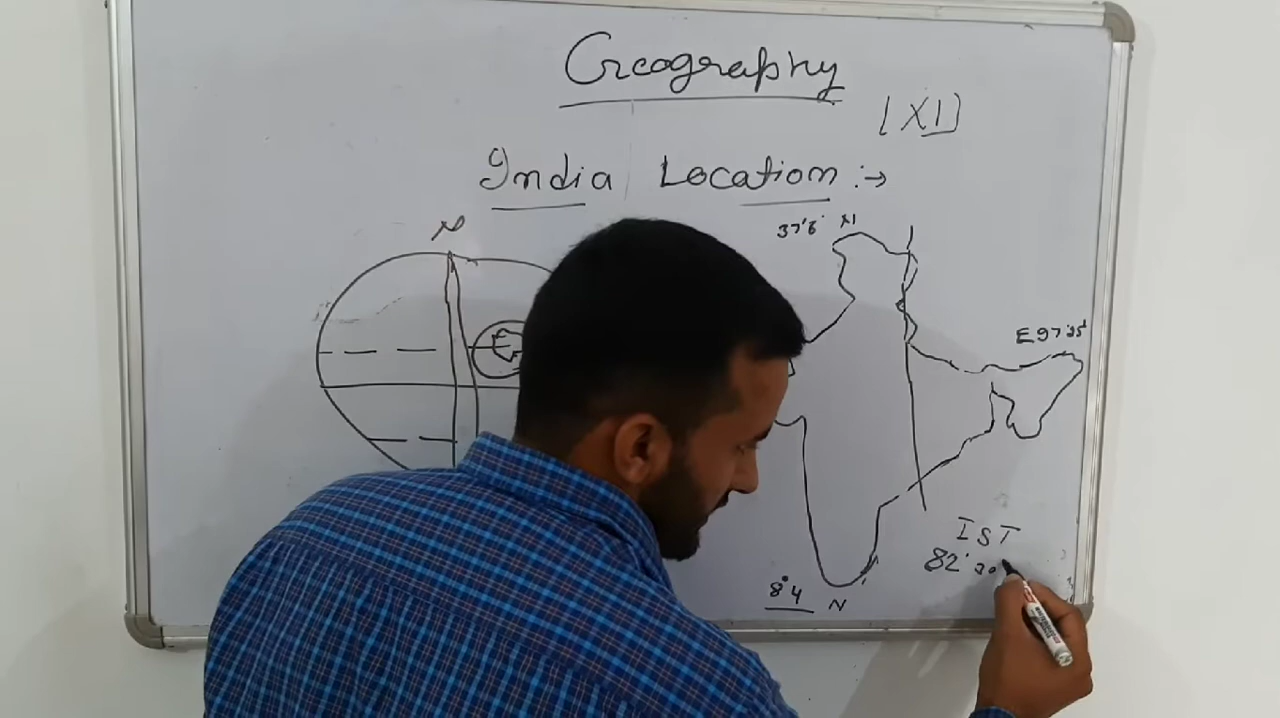 Geography
[XI]
India Location :→
N
37°6' N
E 97°25'
IST
82° 30
8°4
N